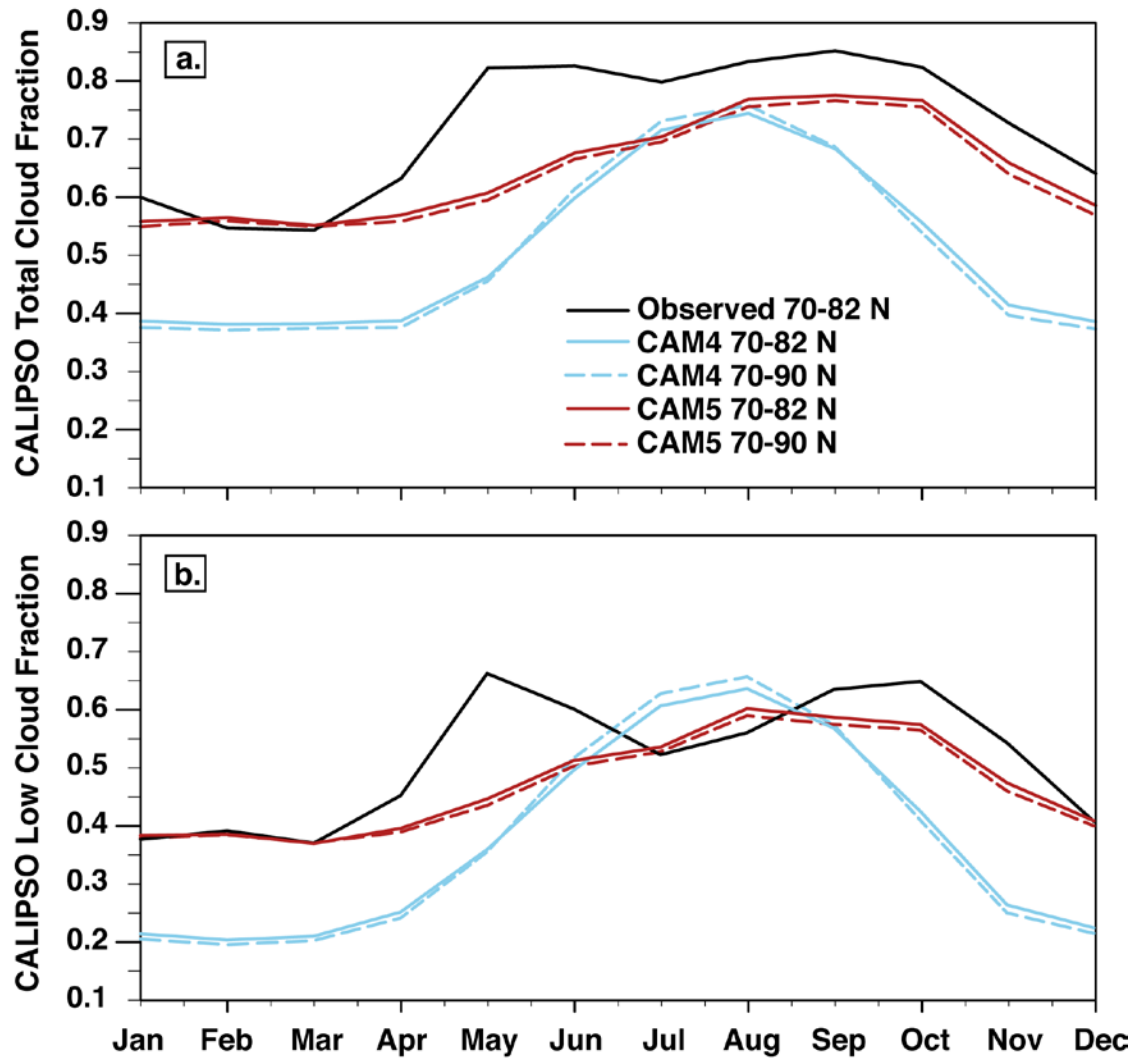 CALIPSO Total Cloud Fraction
0.9
0.8
0.7
0.6
0.5
0.4
0.3
0.2
0.1
a.
Observed 70-82 N
CAM4 70-82 N
CAM4 70-90 N
CAM5 70-82 N
CAM5 70-90 N
CALIPSO Low Cloud Fraction
0.9
0.8
0.7
0.6
0.5
0.4
0.3
0.2
0.1
b.
Jan Feb Mar Apr May Jun Jul Aug Sep Oct Nov Dec